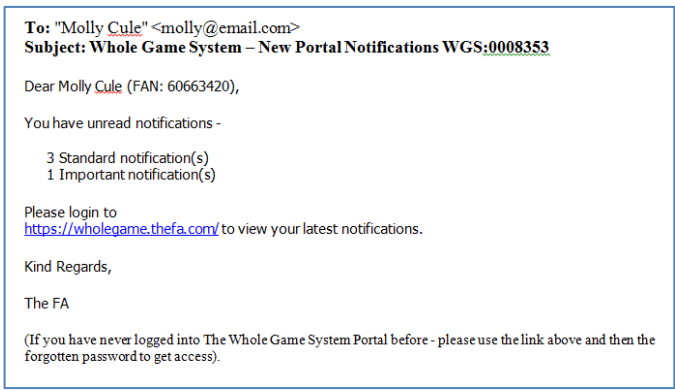 To: "Molly Cule" <molly@email.com>
Subject: Whole Game System – New Portal Notifications WGS:0008353
Dear Molly Cule (FAN: 60663420),
You have unread notifications -
3 Standard notification(s)
1 Important notification(s)
Please login to
https://wholegame.thefa.com/ to view your latest notifications.
Kind Regards,
The FA
(If you have never logged into The Whole Game System Portal before - please use the link above and then the
forgotten password to get access).